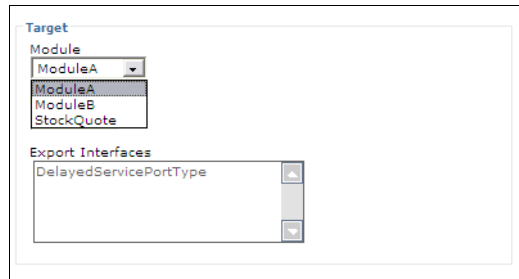 Target
Module
ModuleA
ModuleA
ModuleB
StockQuote
Export Interfaces
DelayedServicePortType